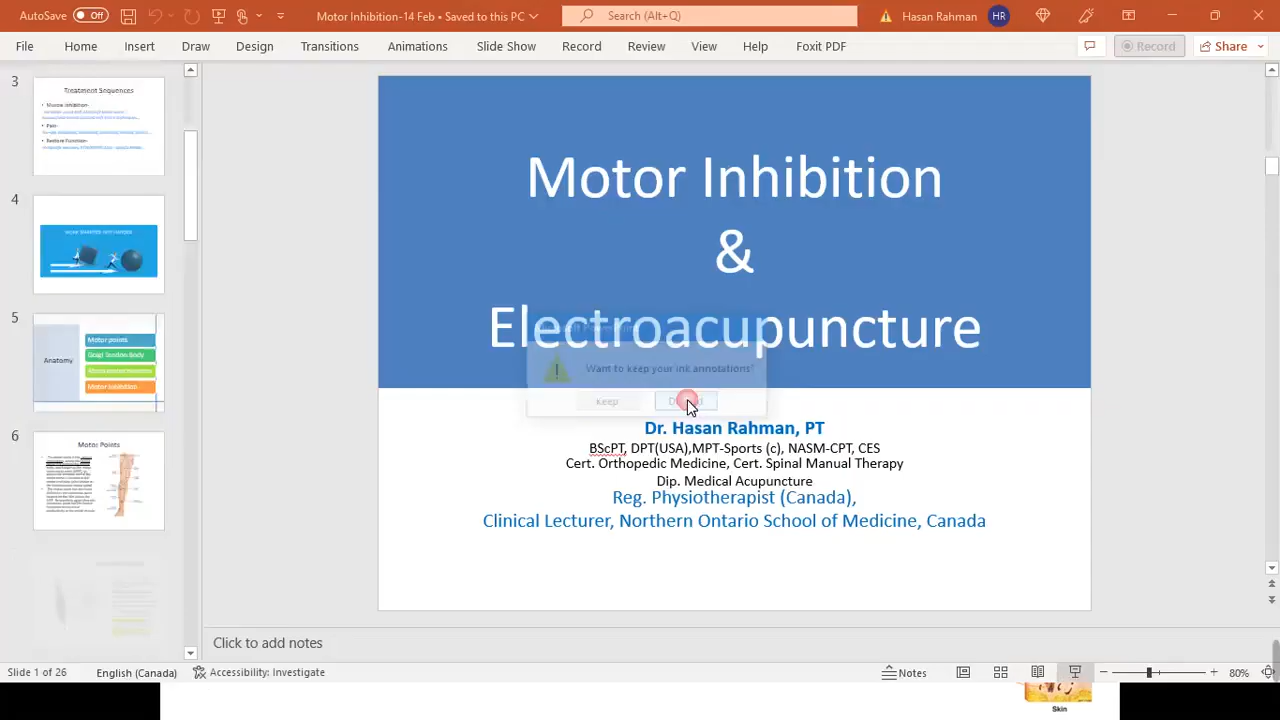 AutoSave Off
Motor Inhibition-14 Feb • Saved to this PC
Search (Alt+Q)
Hasan Rahman HR
File Home Insert Draw Design Transitions Animations Slide Show Record Review View Help Foxit PDF
Record Share
3
Treatment Sequences
4
5
Anatomy
Motor points
Golgi Tendon Body
Motor Inhibition
6
Motor Points
Motor Inhibition
&
Electroacupuncture
Want to keep your ink annotations?
Keep
Dr. Hasan Rahman, PT
BScPT, DPT(USA),MPT-Sports (c), NASM-CPT, CES
Cert. Orthopedic Medicine, Cert. Spinal Manual Therapy
Dip. Medical Acupuncture
Reg. Physiotherapist (Canada),
Clinical Lecturer, Northern Ontario School of Medicine, Canada
Click to add notes
Slide 1 of 26 English (Canada) Accessibility: Investigate Notes 80%
Skin